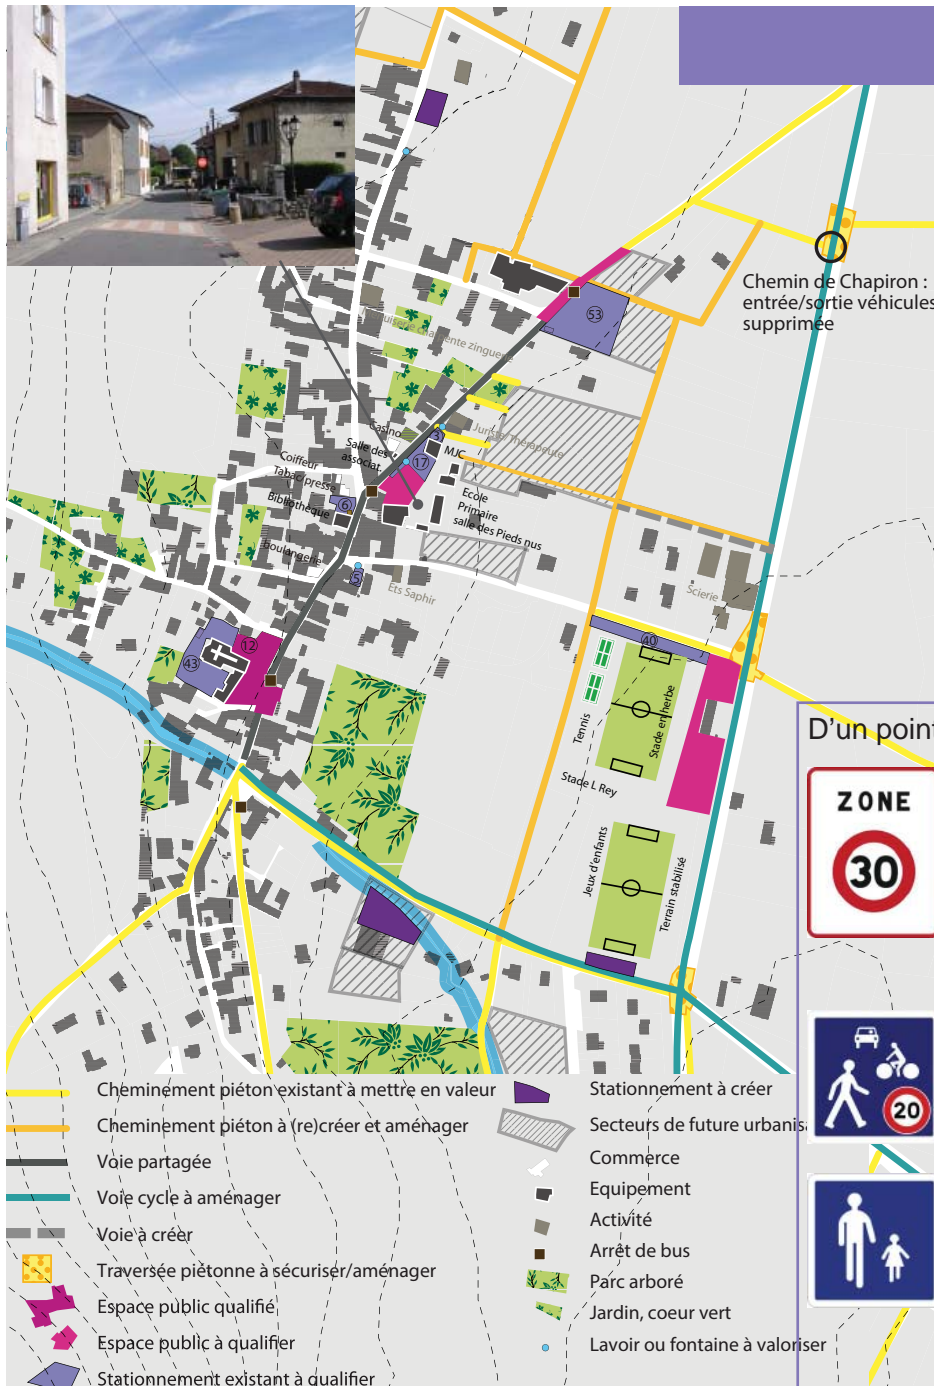 Chemin de Chapiron :
entrée/sortie véhicules
supprimée
53
charpente zinguerie
Casino
3
Juriste/Thérapeute
Salle des
associat.
17
MJC
Coiffeur
Tabac/presse
Bibliothèque
6
Ecole
Primaire
salle des Pieds nus
boulangerie
5
Ets Saphir
Scierie
12
43
40
Tennis
Stade en herbe
Stade L Rey
Jeux d'enfants
Terrain stabilisé
D'un point
ZONE
30
20
Cheminement piéton existant à mettre en valeur
Cheminement piéton à (re)créer et aménager
Voie partagée
Voie cycle à aménager
Voie à créer
Traversée piétonne à sécuriser/aménager
Espace public qualifié
Espace public à qualifier
Stationnement existant à qualifier
Stationnement à créer
Secteurs de future urbanisa
Commerce
Equipement
Activité
Arrêt de bus
Parc arboré
Jardin, coeur vert
Lavoir ou fontaine à valoriser